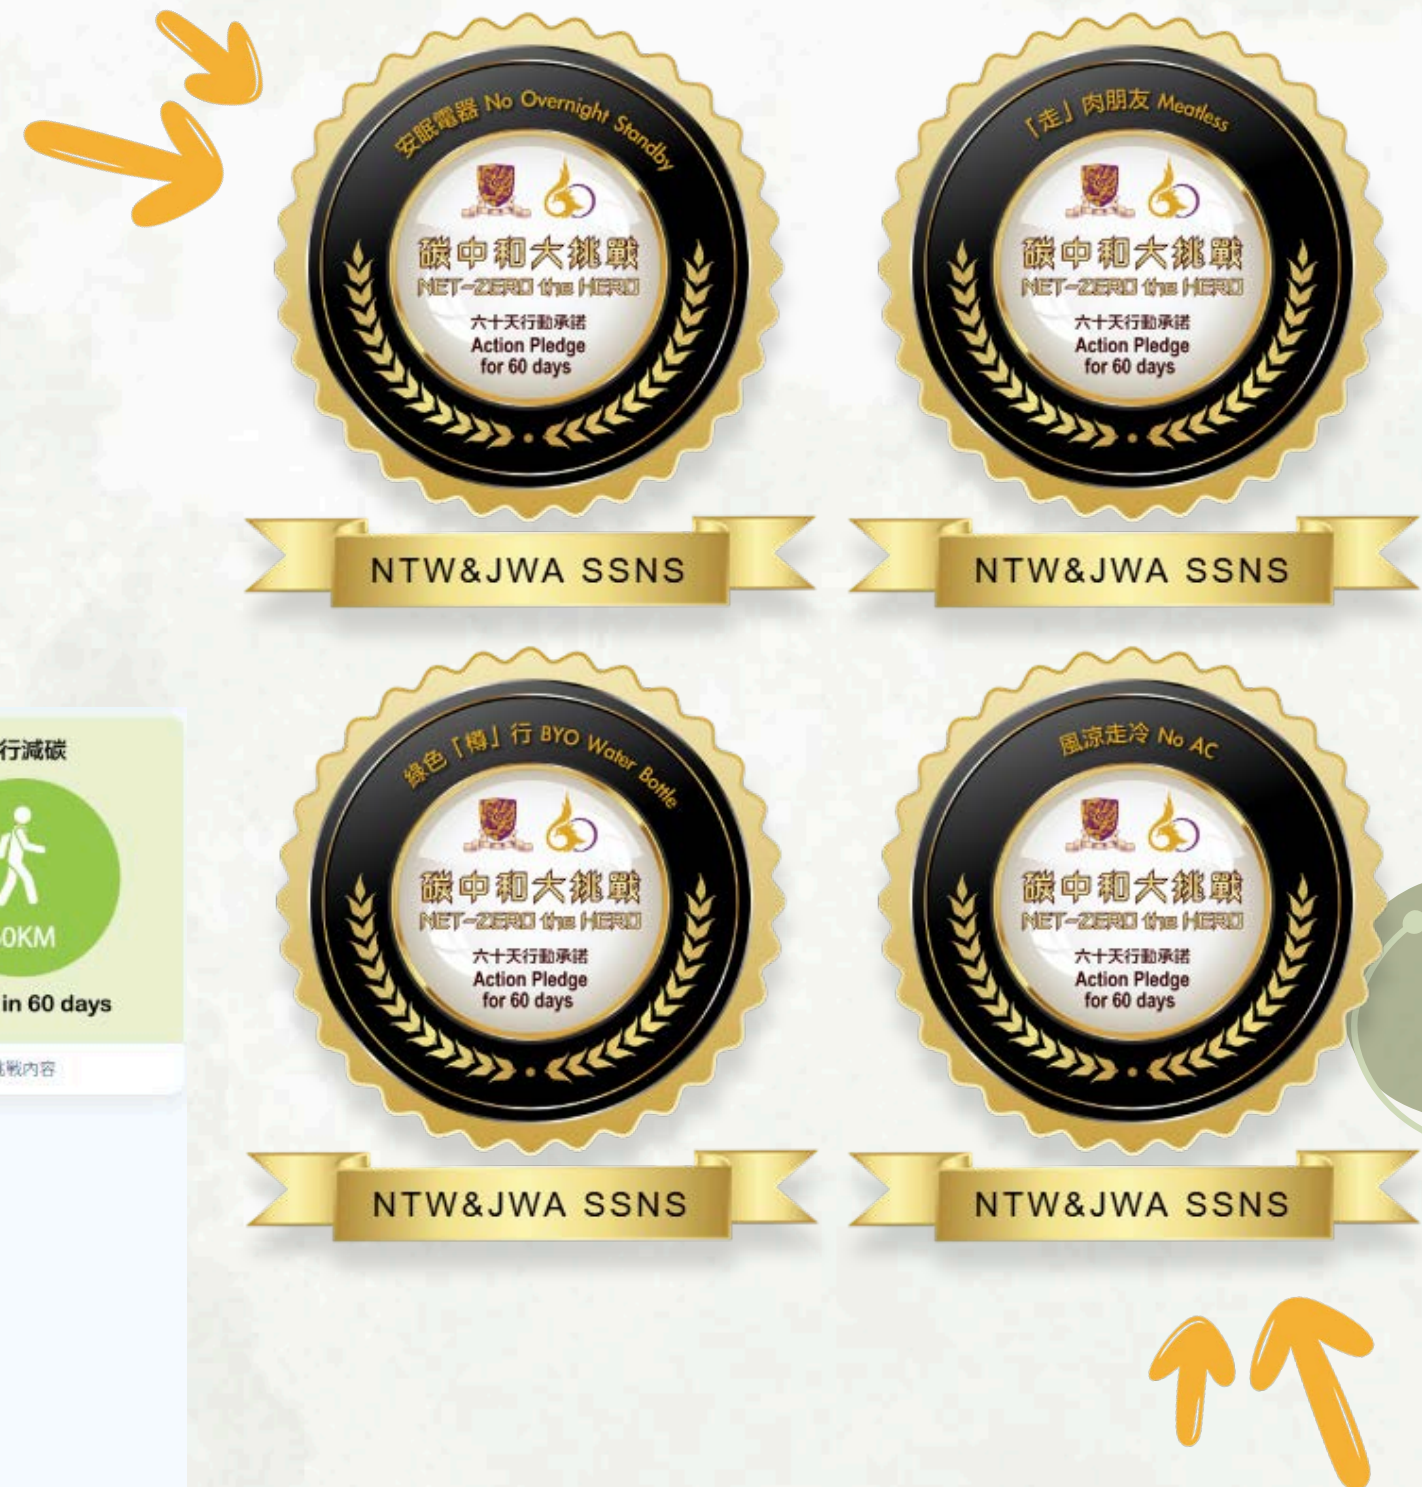 安眠電器 No Overnight Standby
碳中和大挑戰
NET-ZERO the HERO
六十天行動承諾
Action Pledge
for 60 days
NTW&JWA SSNS
「走」肉朋友 Meatless
碳中和大挑戰
NET-ZERO the HERO
六十天行動承諾
Action Pledge
for 60 days
NTW&JWA SSNS
行減碳
0KM
in 60 days
戰內容
綠色「樽」行 BYO Water Bottle
碳中和大挑戰
NET-ZERO the HERO
六十天行動承諾
Action Pledge
for 60 days
NTW&JWA SSNS
風涼走冷 No AC
碳中和大挑戰
NET-ZERO the HERO
六十天行動承諾
Action Pledge
for 60 days
NTW&JWA SSNS